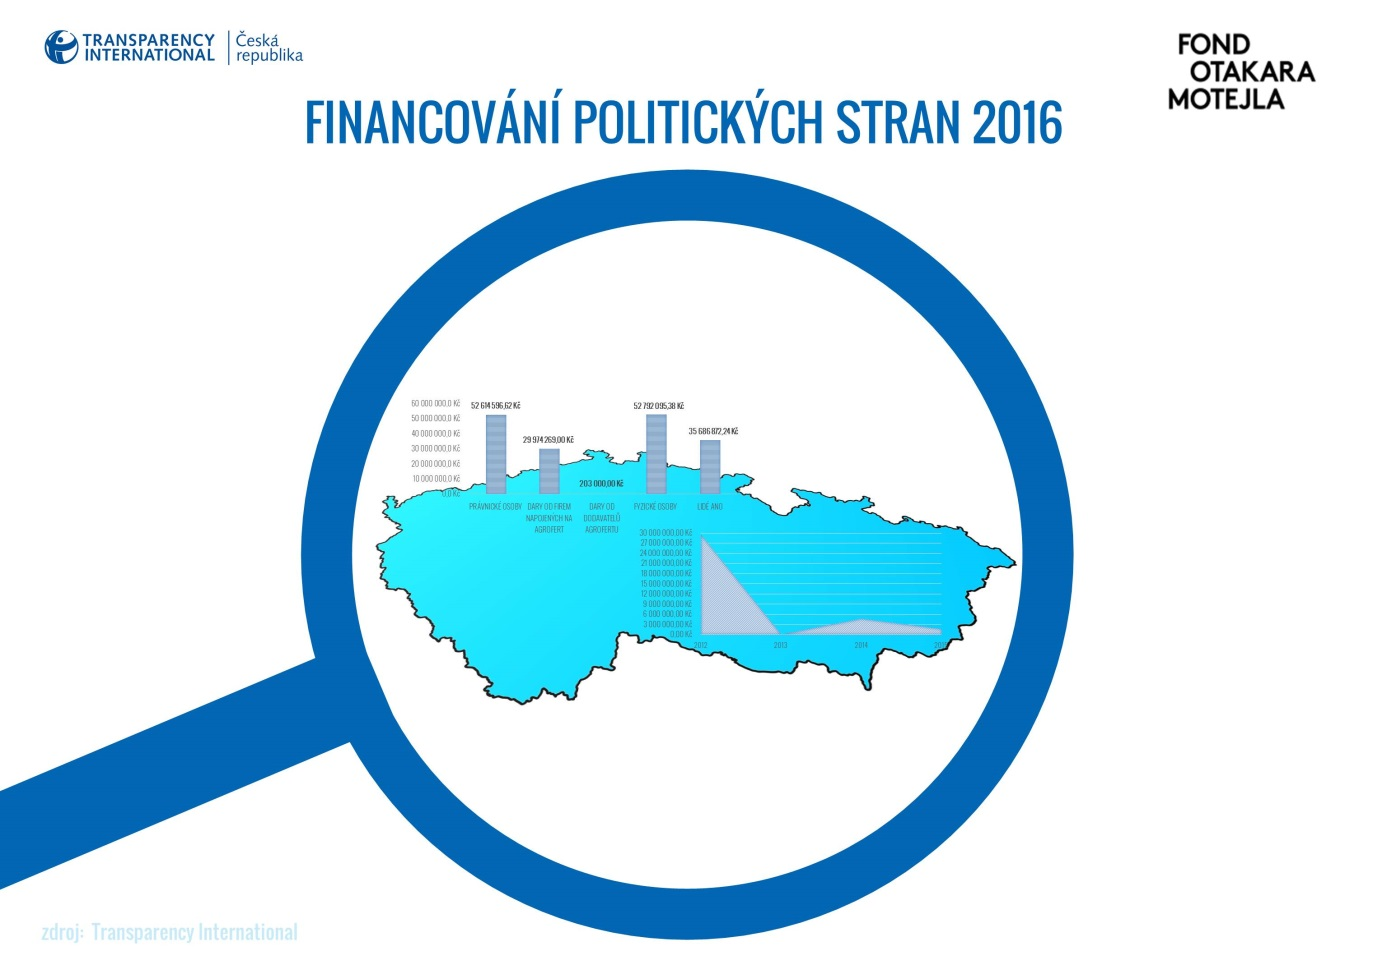 TRANSPARENCY
INTERNATIONAL
Česká
republika
FOND
OTAKARA
MOTEJLA
FINANCOVÁNÍ POLITICKÝCH STRAN 2016
60 000 000,0 Kč
50 000 000,0 Kč
40 000 000,0 Kč
30 000 000,0 Kč
20 000 000,0 Kč
10 000 000,0 Kč
0,0 Kč
52 614 596,62 Kč
29 974 269,00 Kč
203 000,00 Kč
52 792 095,38 Kč
35 686 872,24 Kč
PRÁVNICKÉ OSOBY
DARY OD FIREM
NAPOJENÝCH NA
AGROFERT
DARY OD
DODAVATELŮ
AGROFERTU
FYZICKÉ OSOBY
LIDÉ ANO
30 000 000,00 Kč
27 000 000,00 Kč
24 000 000,00 Kč
21 000 000,00 Kč
18 000 000,00 Kč
15 000 000,00 Kč
12 000 000,00 Kč
9 000 000,00 Kč
6 000 000,00 Kč
3 000 000,00 Kč
0,00 Kč
2012
2013
2014
zdroj: Transparency International